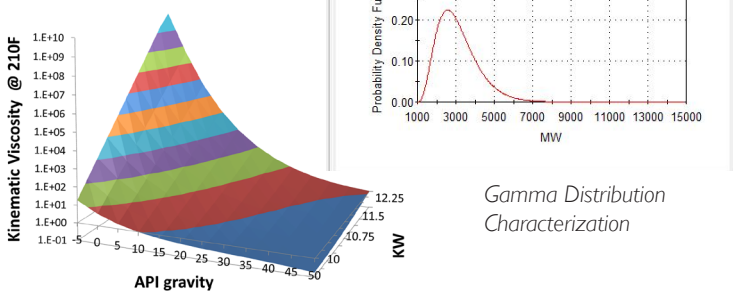 Kinematic Viscosity @ 210F
1.E+10
1.E+09
1.E+08
1.E+07
1.E+06
1.E+05
1.E+04
1.E+03
1.E+02
1.E+01
1.E+00
1.E-01
-5 0 5 10 15 20 25 30 35 40 45 50
API gravity
10
10.75
11.5
12.25
KW
Probability Density Fu
0.20
0.10
0.00
1000 3000 5000 7000 9000 11000 13000 15000
MW
Gamma Distribution
Characterization